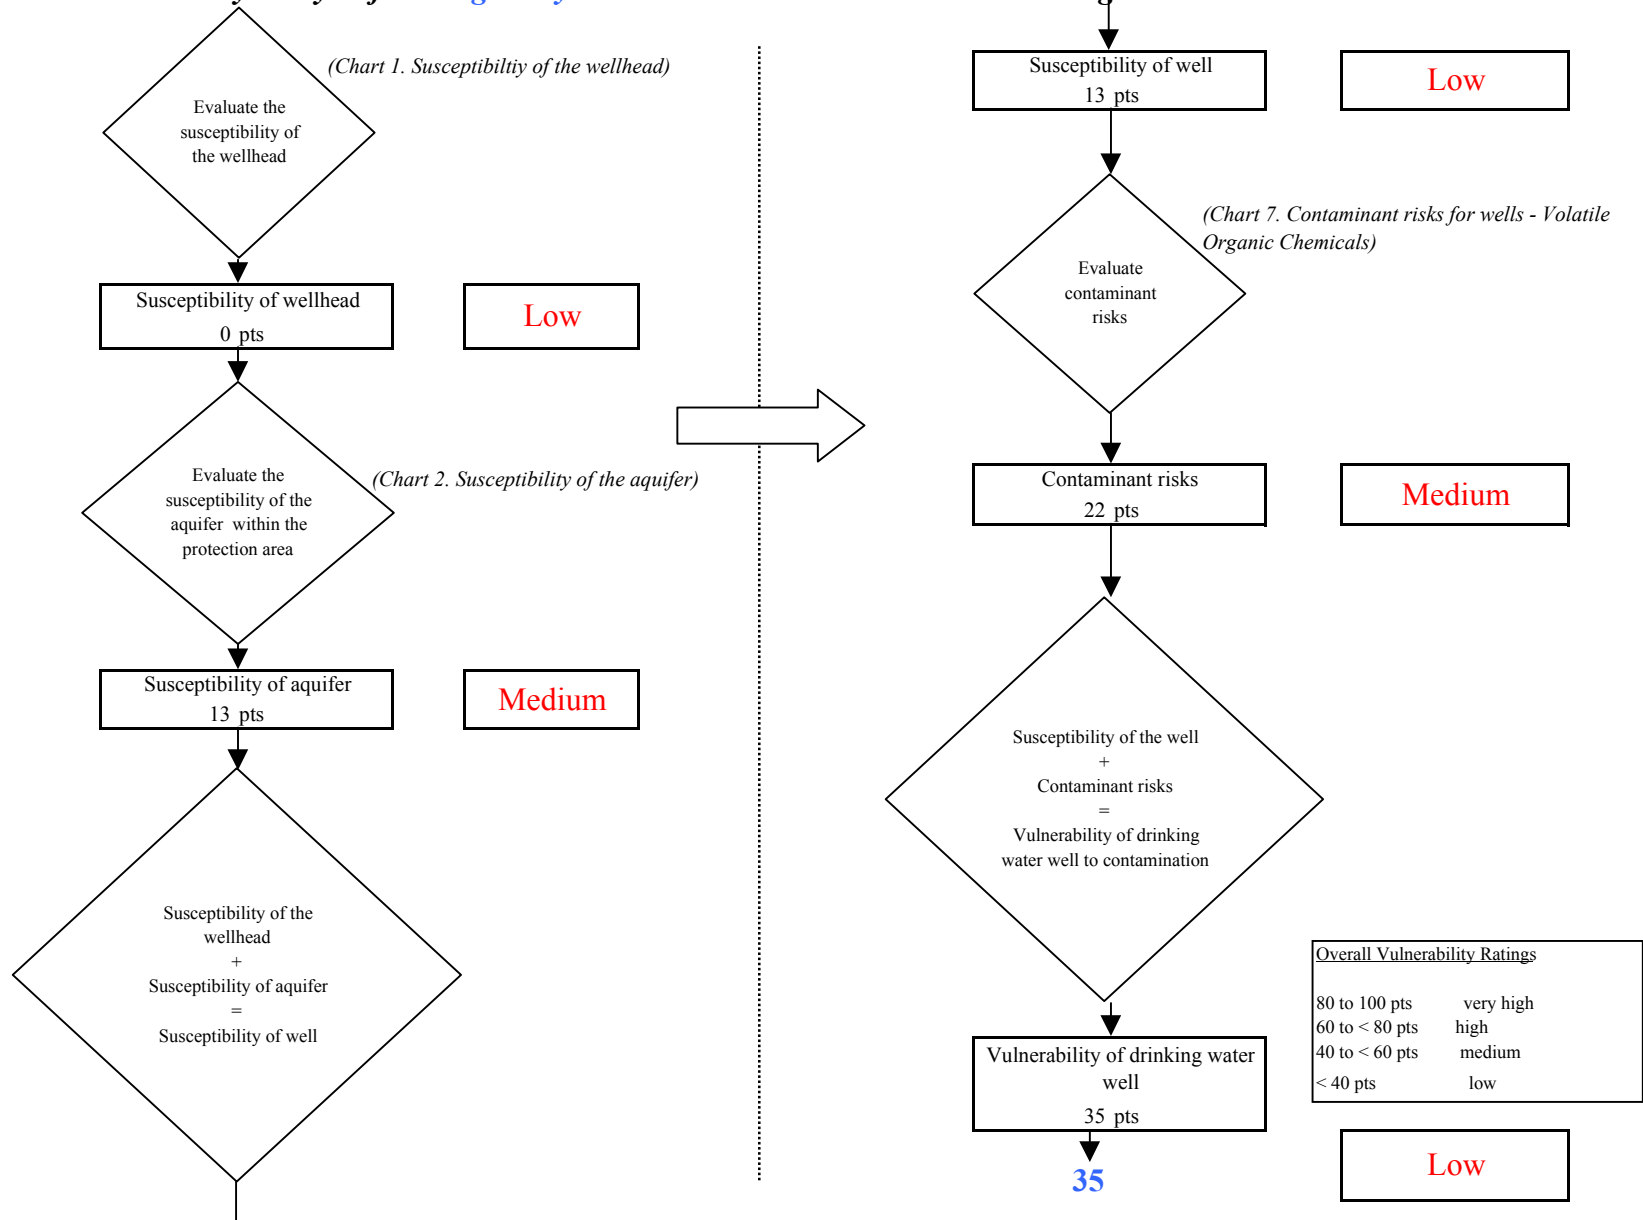 (Chart 1. Susceptibiltiy of the wellhead)
Evaluate the
susceptibility of
the wellhead
Susceptibility of wellhead
0 pts
Low
(Chart 2. Susceptibility of the aquifer)
Evaluate the
susceptibility of the
aquifer within the
protection area
Susceptibility of aquifer
13 pts
Medium
Susceptibility of the
wellhead
+
Susceptibility of aquifer
=
Susceptibility of well
Susceptibility of well
13 pts
Low
(Chart 7. Contaminant risks for wells - Volatile
Organic Chemicals)
Evaluate
contaminant
risks
Contaminant risks
22 pts
Medium
Susceptibility of the well
+
Contaminant risks
=
Vulnerability of drinking
water well to contamination
Overall Vulnerability Ratings
80 to 100 pts very high
60 to < 80 pts high
40 to < 60 pts medium
< 40 pts low
Vulnerability of drinking water
well
35 pts
35
Low